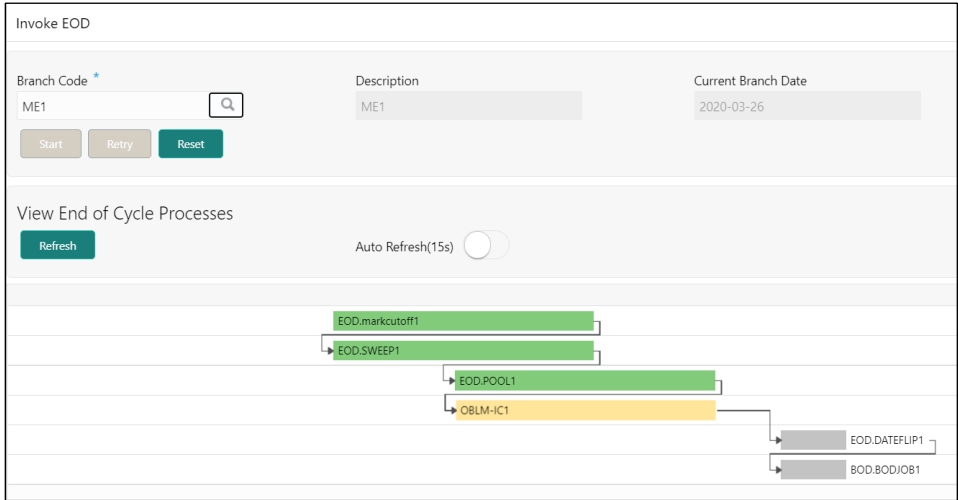 Invoke EOD
Branch Code * Description Current Branch Date
ME1 ME1 2020-03-26
Start Retry Reset
View End of Cycle Processes
Refresh Auto Refresh(15s)
EOD.markcutoff1
EOD.SWEEP1
EOD.POOL1
OBLM-IC1
EOD.DATEFLIP1
BOD.BODJOB1